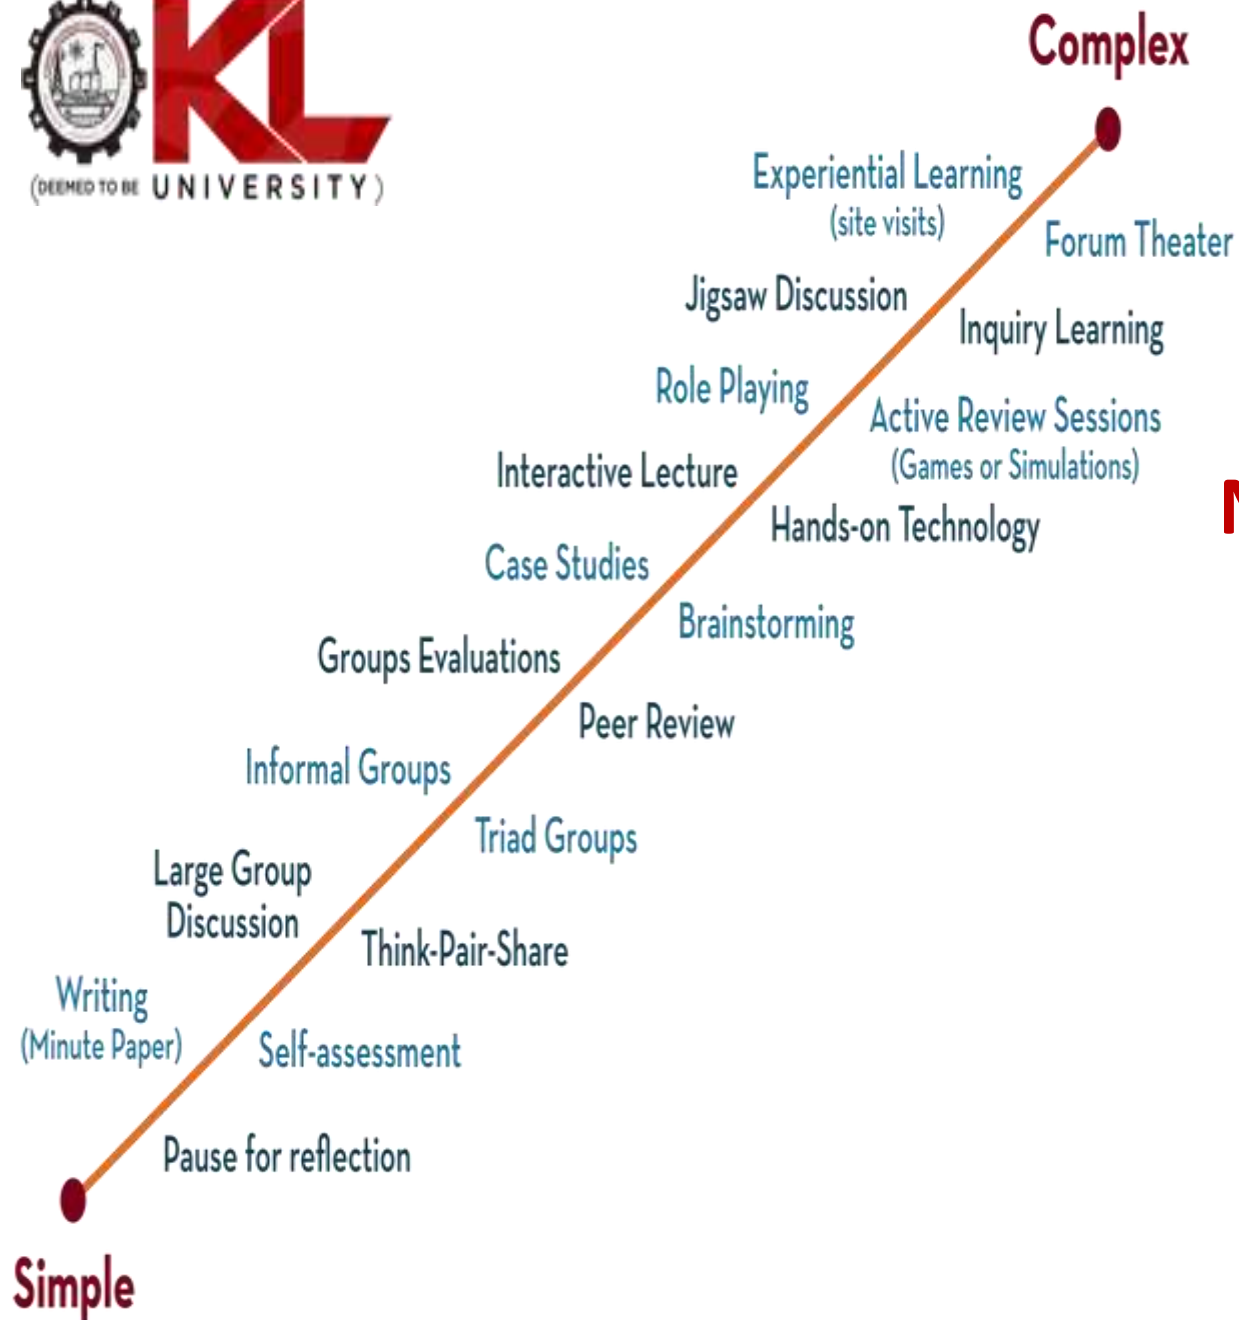 KL
(DEEMED TO BE UNIVERSITY)
Complex
Experiential Learning
(site visits)
Forum Theater
Jigsaw Discussion
Inquiry Learning
Role Playing
Active Review Sessions
(Games or Simulations)
Interactive Lecture
Hands-on Technology
Case Studies
Brainstorming
Groups Evaluations
Peer Review
Informal Groups
Triad Groups
Large Group
Discussion
Think-Pair-Share
Writing
(Minute Paper)
Self-assessment
Pause for reflection
Simple